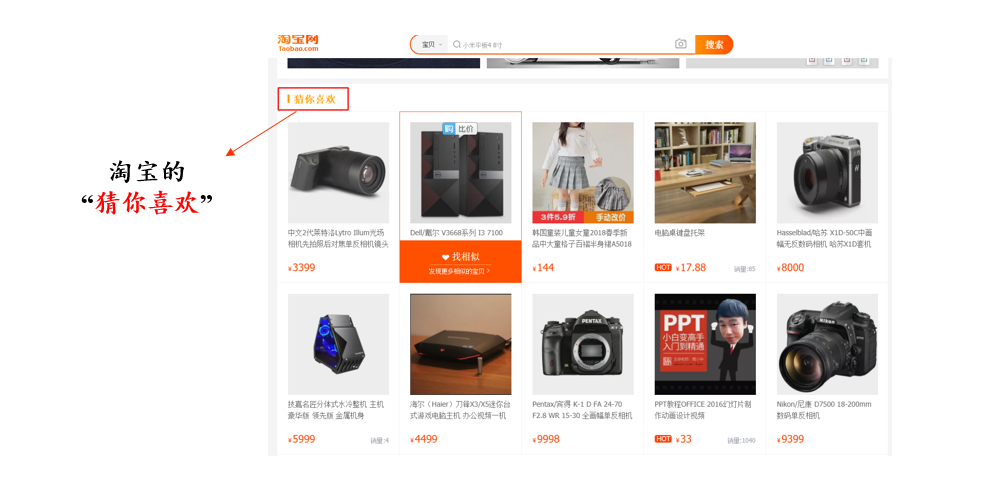 淘宝网
Taobao.com
宝贝
小米平板4 8寸
搜索
猜你喜欢
淘宝的
“猜你喜欢”
购 比价
3件5.9折 手动改价
中文2代莱特洛Lytro Illum光场
相机先拍照后对焦单反相机镜头
¥3399
Dell/戴尔 V3668系列 I3 7100
找相似
发现更多相似的宝贝 >
韩国童装儿童女童2018春季新
品中大童格子百褶半身裙A5018
¥144
电脑桌键盘托架
HOT ¥17.88 销量:85
Hasselblad/哈苏 X1D-50C中画
幅无反数码相机 哈苏X1D套机
¥8000
技嘉名匠分体式水冷整机 主机
豪华版 领先版 金属机身
¥5999 销量:4
海尔（Haier）刀锋X3/X5迷你台
式游戏电脑主机 办公视频一机
¥4499
PENTAX
Pentax/宾得 K-1 D FA 24-70
F2.8 WR 15-30 全画幅单反相机
¥9998
PPT
小白变高手
入门到精通
PPT教程OFFICE 2016幻灯片制
作动画设计视频
HOT ¥33 销量:1040
Nikon
Nikon/尼康 D7500 18-200mm
数码单反相机
¥9399